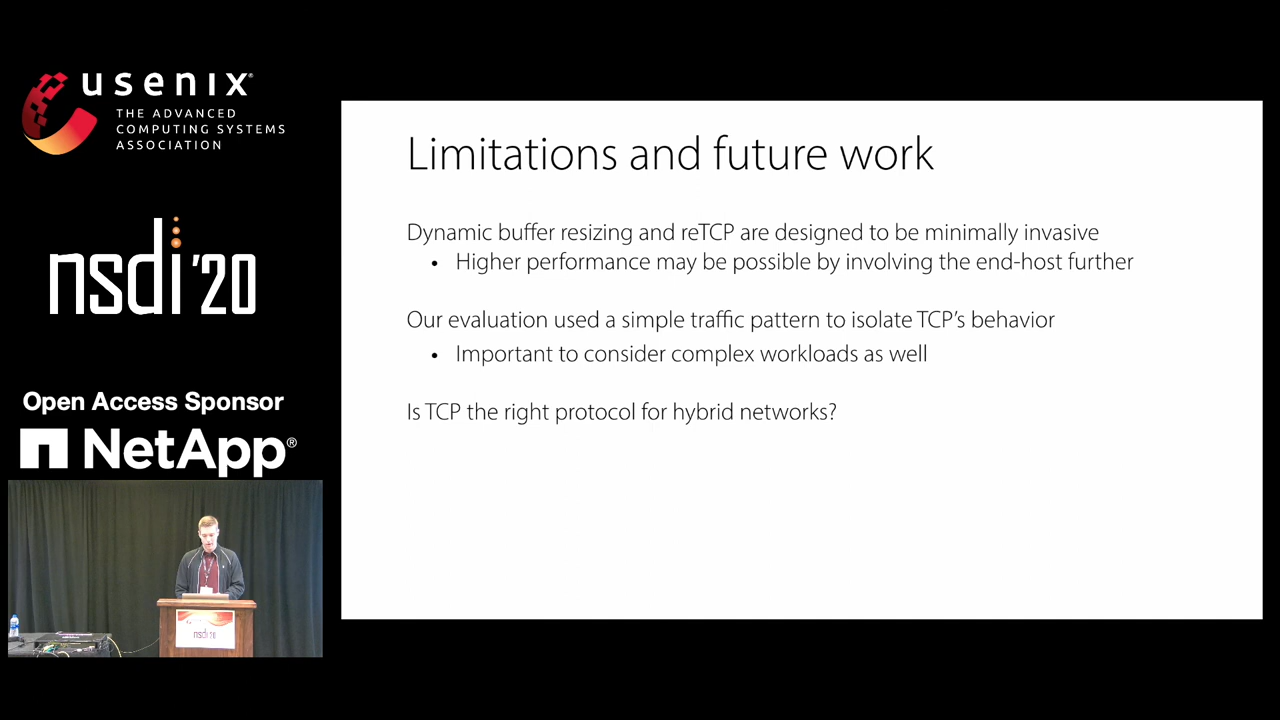 usenix®
THE ADVANCED
COMPUTING SYSTEMS
ASSOCIATION
nsdi '20
Open Access Sponsor
NetApp®
nsdi '20
Limitations and future work
Dynamic buffer resizing and reTCP are designed to be minimally invasive
• Higher performance may be possible by involving the end-host further
Our evaluation used a simple traffic pattern to isolate TCP’s behavior
• Important to consider complex workloads as well
Is TCP the right protocol for hybrid networks?